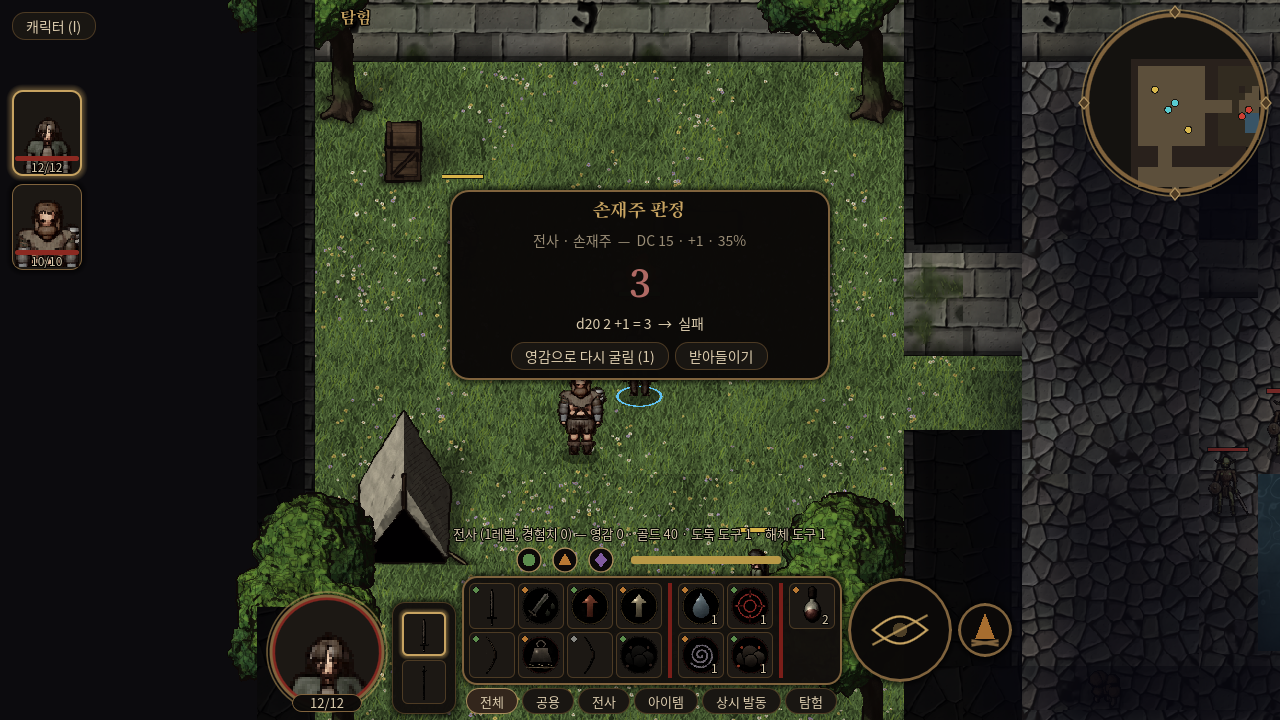 캐릭터 (I)
탐험
12/12
10/10
손재주 판정
전사 · 손재주 — DC 15 · +1 · 35%
3
d20 2 +1 = 3 → 실패
영감으로 다시 굴림 (1)
받아들이기
전사 (1레벨, 경험치 0) — 영감 0 · 골드 40 · 도둑 도구 1 · 해체 도구 1
1
1
2
1
1
12/12
전체
공용
전사
아이템
상시 발동
탐험